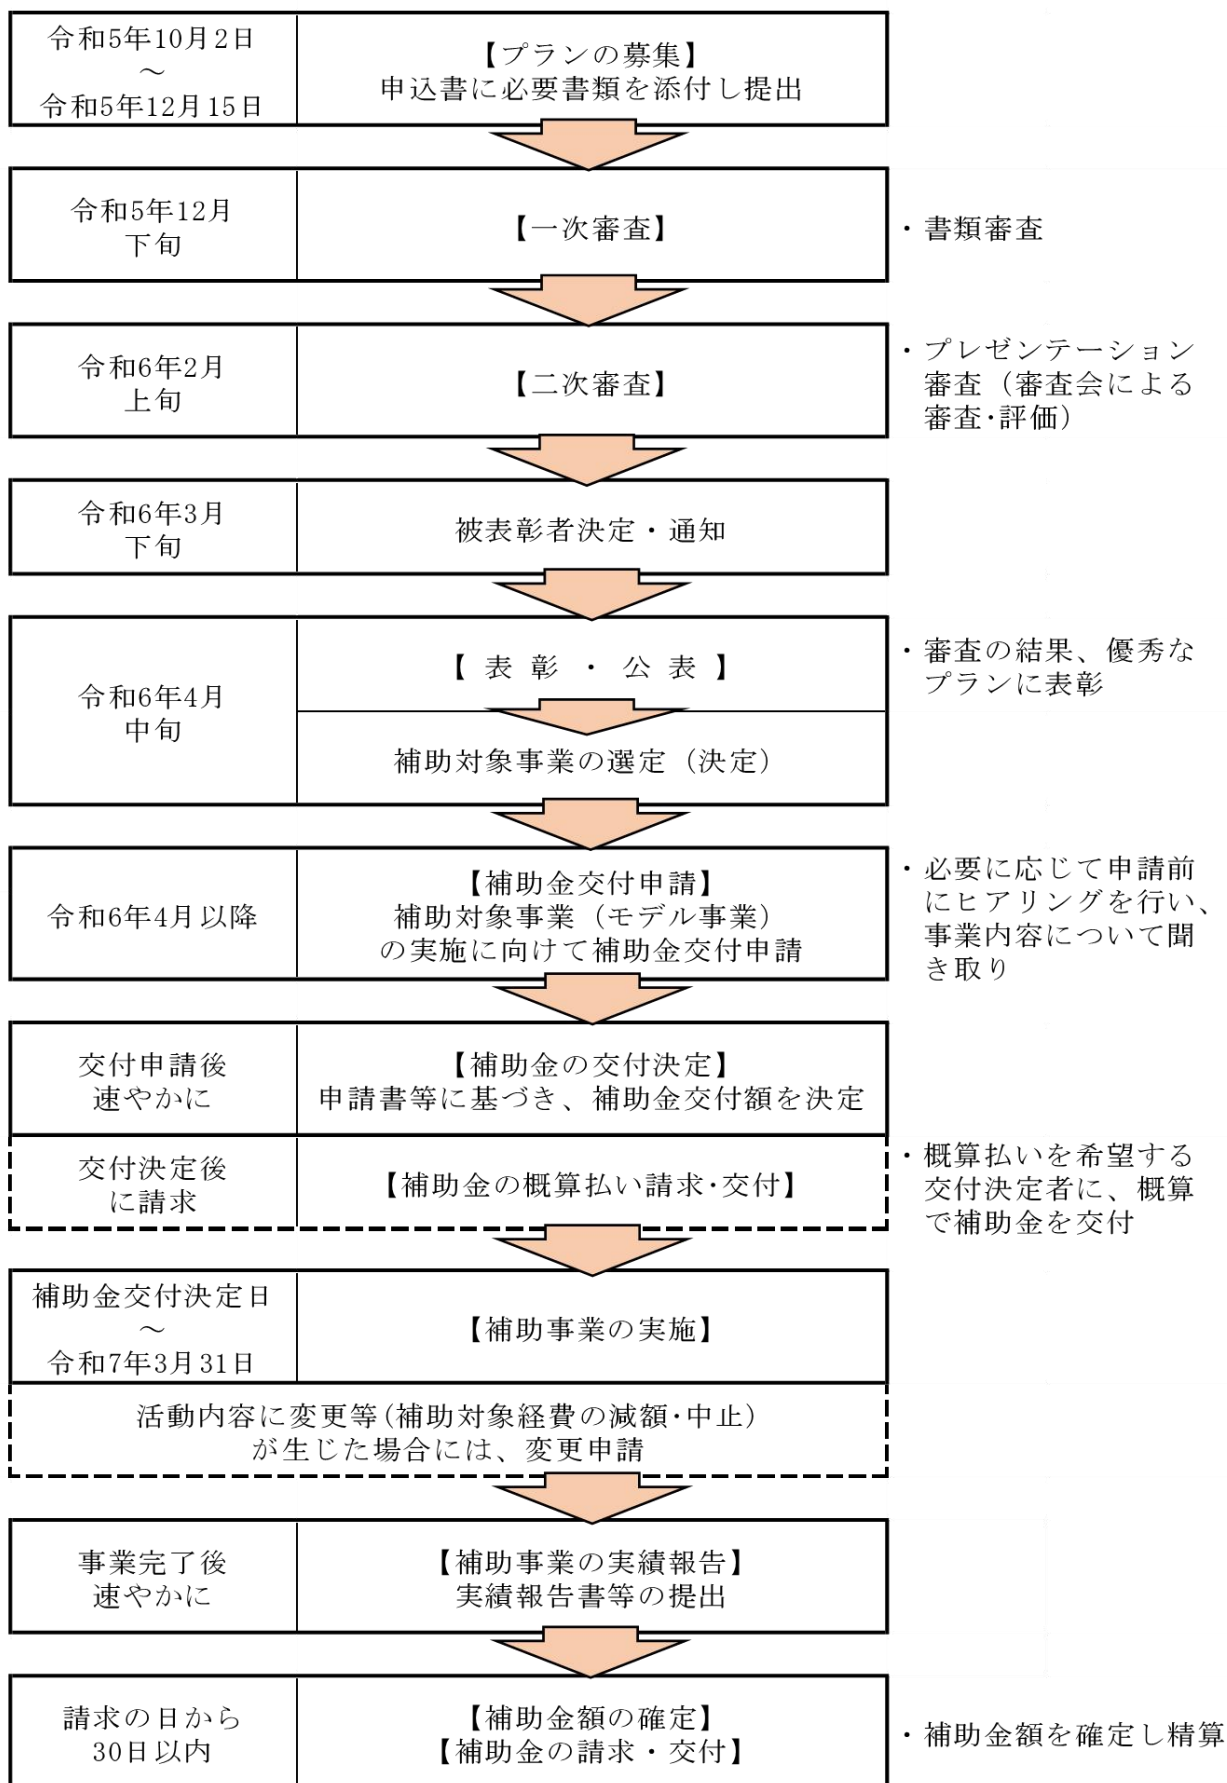 令和5年10月2日
～
令和5年12月15日
【プランの募集】
申込書に必要書類を添付し提出
令和5年12月
下旬
【一次審査】
・書類審査
令和6年2月
上旬
【二次審査】
・プレゼンテーション
審査（審査会による
審査･評価）
令和6年3月
下旬
被表彰者決定・通知
令和6年4月
中旬
【 表 彰 ・ 公 表 】
・審査の結果、優秀な
プランに表彰
補助対象事業の選定（決定）
令和6年4月以降
【補助金交付申請】
補助対象事業（モデル事業）
の実施に向けて補助金交付申請
・必要に応じて申請前
にヒアリングを行い、
事業内容について聞
き取り
交付申請後
速やかに
【補助金の交付決定】
申請書等に基づき、補助金交付額を決定
交付決定後
に請求
【補助金の概算払い請求･交付】
・概算払いを希望する
交付決定者に、概算
で補助金を交付
補助金交付決定日
～
令和7年3月31日
【補助事業の実施】
活動内容に変更等(補助対象経費の減額･中止)
が生じた場合には、変更申請
事業完了後
速やかに
【補助事業の実績報告】
実績報告書等の提出
請求の日から
30日以内
【補助金額の確定】
【補助金の請求・交付】
・補助金額を確定し精算